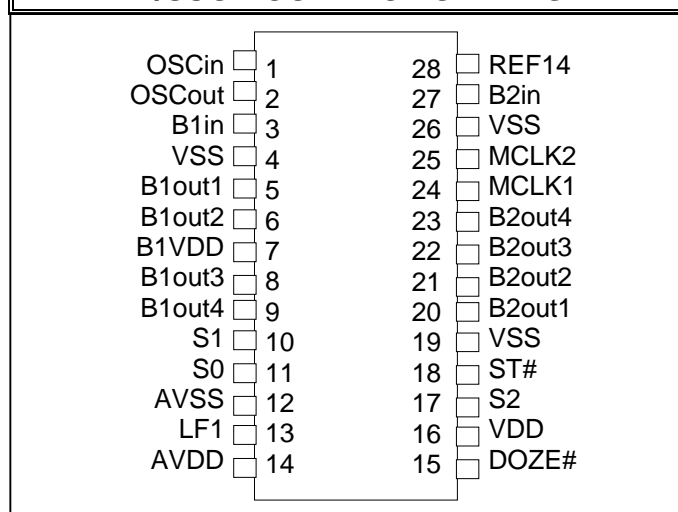 OSCin 1 28 REF14
OSCout 2 27 B2in
B1in 3 26 VSS
VSS 4 25 MCLK2
B1out1 5 24 MCLK1
B1out2 6 23 B2out4
B1VDD 7 22 B2out3
B1out3 8 21 B2out2
B1out4 9 20 B2out1
S1 10 19 VSS
S0 11 18 ST#
AVSS 12 17 S2
LF1 13 16 VDD
AVDD 14 15 DOZE#